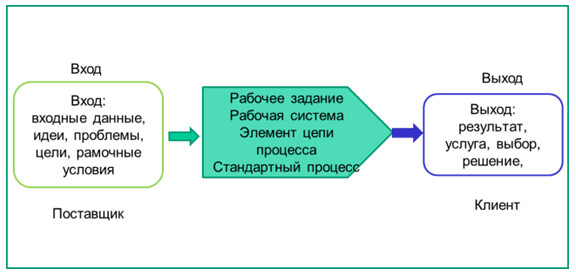 Вход
Вход:
входные данные,
идеи, проблемы,
цели, рамочные
условия
Поставщик
Рабочее задание
Рабочая система
Элемент цепи
процесса
Стандартный процесс
Выход
Выход:
результат,
услуга, выбор,
решение,
Клиент